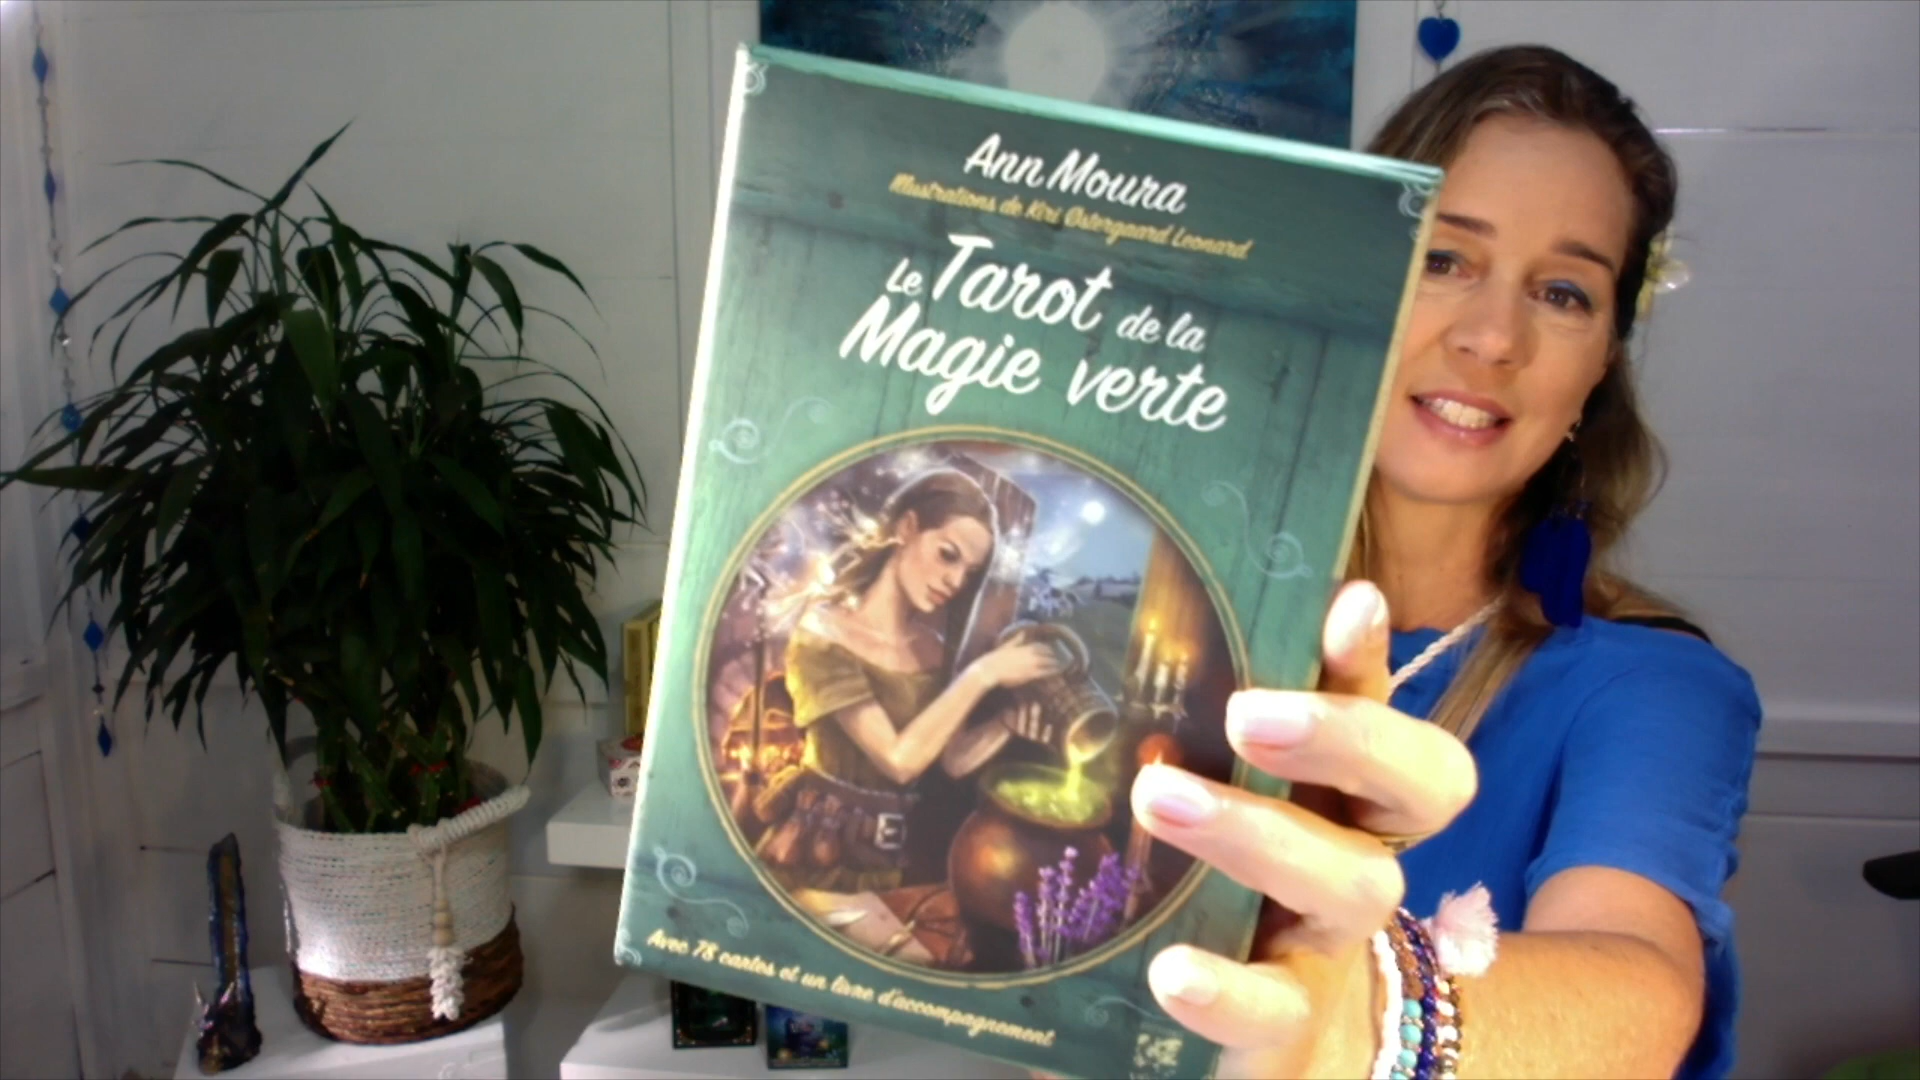 Ann Moura
Illustrations de Kiri Østergaard Leonard
Le Tarot de la
Magie verte
Avec 78 cartes et un livre d'accompagnement